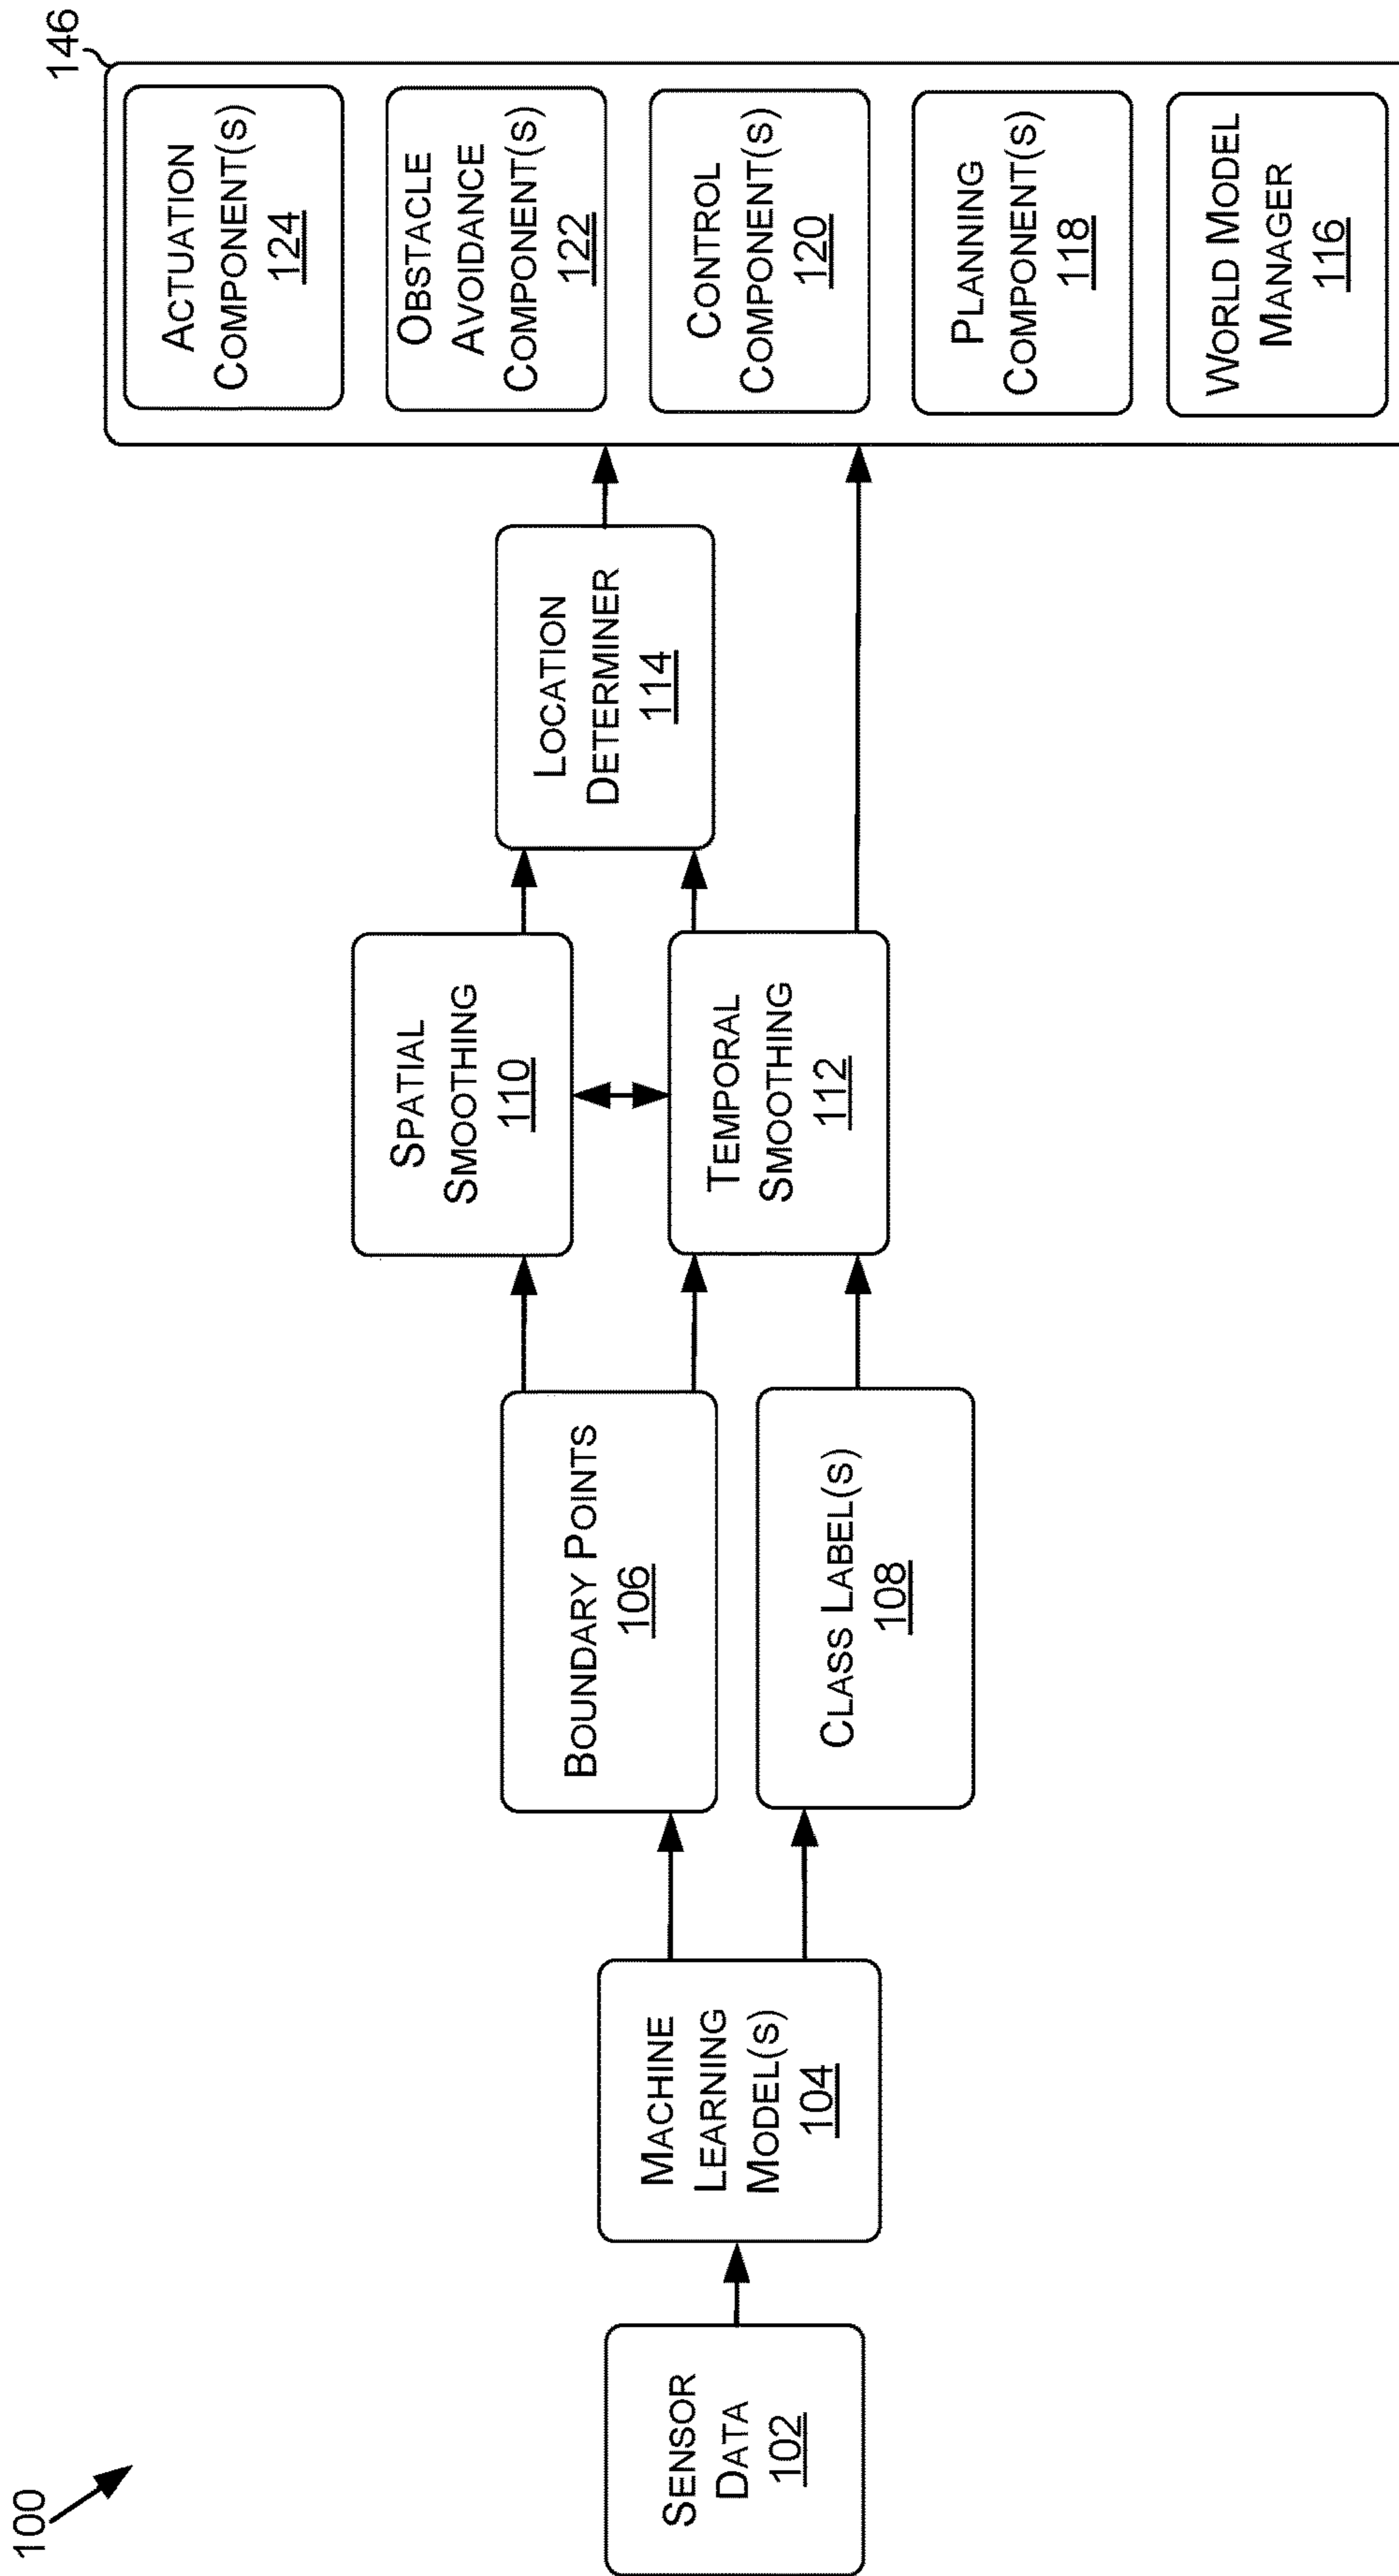 100
SENSOR
DATA
102
MACHINE
LEARNING
MODEL(S)
104
BOUNDARY POINTS
106
CLASS LABEL(S)
108
SPATIAL
SMOOTHING
110
TEMPORAL
SMOOTHING
112
LOCATION
DETERMINER
114
146
ACTUATION
COMPONENT(S)
124
OBSTACLE
AVOIDANCE
COMPONENT(S)
122
CONTROL
COMPONENT(S)
120
PLANNING
COMPONENT(S)
118
WORLD MODEL
MANAGER
116